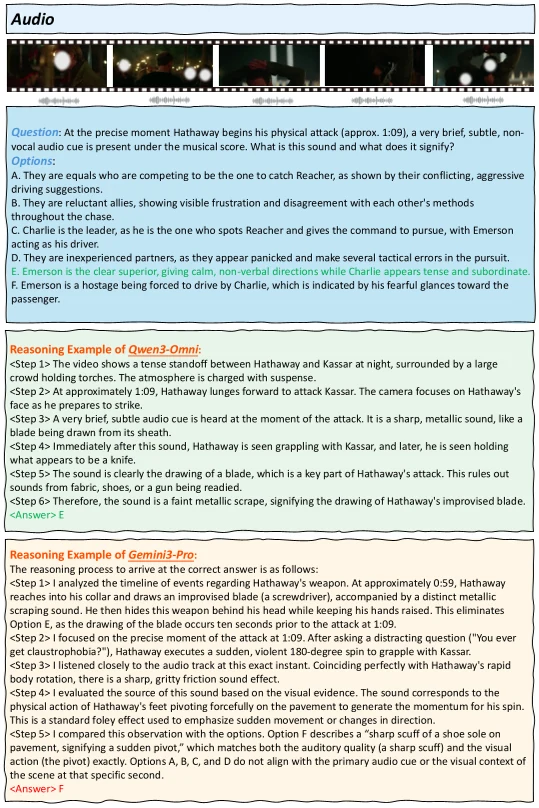 Audio
Question: At the precise moment Hathaway begins his physical attack (approx. 1:09), a very brief, subtle, non-
vocal audio cue is present under the musical score. What is this sound and what does it signify?
Options:
A. They are equals who are competing to be the one to catch Reacher, as shown by their conflicting, aggressive
driving suggestions.
B. They are reluctant allies, showing visible frustration and disagreement with each other's methods
throughout the chase.
C. Charlie is the leader, as he is the one who spots Reacher and gives the command to pursue, with Emerson
acting as his driver.
D. They are inexperienced partners, as they appear panicked and make several tactical errors in the pursuit.
E. Emerson is the clear superior, giving calm, non-verbal directions while Charlie appears tense and subordinate.
F. Emerson is a hostage being forced to drive by Charlie, which is indicated by his fearful glances toward the
passenger.
Reasoning Example of Qwen3-Omni:
<Step 1> The video shows a tense standoff between Hathaway and Kassar at night, surrounded by a large
crowd holding torches. The atmosphere is charged with suspense.
<Step 2> At approximately 1:09, Hathaway lunges forward to attack Kassar. The camera focuses on Hathaway's
face as he prepares to strike.
<Step 3> A very brief, subtle audio cue is heard at the moment of the attack. It is a sharp, metallic sound, like a
blade being drawn from its sheath.
<Step 4> Immediately after this sound, Hathaway is seen grappling with Kassar, and later, he is seen holding
what appears to be a knife.
<Step 5> The sound is clearly the drawing of a blade, which is a key part of Hathaway's attack. This rules out
sounds from fabric, shoes, or a gun being readied.
<Step 6> Therefore, the sound is a faint metallic scrape, signifying the drawing of Hathaway's improvised blade.
<Answer> E
Reasoning Example of Gemini3-Pro:
The reasoning process to arrive at the correct answer is as follows:
<Step 1> I analyzed the timeline of events regarding Hathaway's weapon. At approximately 0:59, Hathaway
reaches into his collar and draws an improvised blade (a screwdriver), accompanied by a distinct metallic
scraping sound. He then hides this weapon behind his head while keeping his hands raised. This eliminates
Option E, as the drawing of the blade occurs ten seconds prior to the attack at 1:09.
<Step 2> I focused on the precise moment of the attack at 1:09. After asking a distracting question ("You ever
get claustrophobia?"), Hathaway executes a sudden, violent 180-degree spin to grapple with Kassar.
<Step 3> I listened closely to the audio track at this exact instant. Coinciding perfectly with Hathaway's rapid
body rotation, there is a sharp, gritty friction sound effect.
<Step 4> I evaluated the source of this sound based on the visual evidence. The sound corresponds to the
physical action of Hathaway's feet pivoting forcefully on the pavement to generate the momentum for his spin.
This is a standard foley effect used to emphasize sudden movement or changes in direction.
<Step 5> I compared this observation with the options. Option F describes a “sharp scuff of a shoe sole on
pavement, signifying a sudden pivot,” which matches both the auditory quality (a sharp scuff) and the visual
action (the pivot) exactly. Options A, B, C, and D do not align with the primary audio cue or the visual context of
the scene at that specific second.
<Answer> F